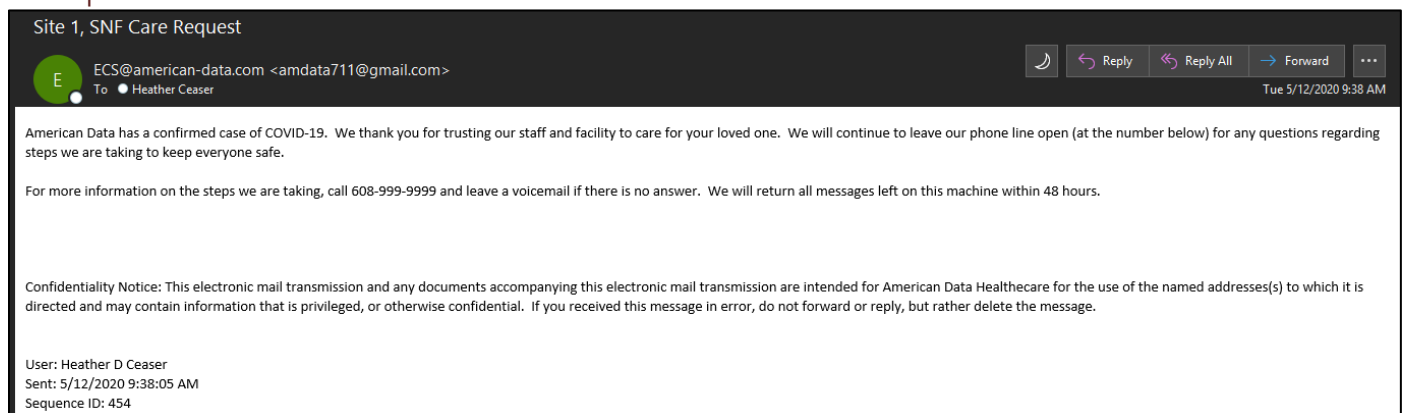 Site 1, SNF Care Request
E
ECS@american-data.com <amdata711@gmail.com>
To Heather Ceaser
Reply
Reply All
Forward
Tue 5/12/2020 9:38 AM
American Data has a confirmed case of COVID-19.  We thank you for trusting our staff and facility to care for your loved one.  We will continue to leave our phone line open (at the number below) for any questions regarding
steps we are taking to keep everyone safe.
For more information on the steps we are taking, call 608-999-9999 and leave a voicemail if there is no answer.  We will return all messages left on this machine within 48 hours.
Confidentiality Notice: This electronic mail transmission and any documents accompanying this electronic mail transmission are intended for American Data Healthecare for the use of the named addresses(s) to which it is
directed and may contain information that is privileged, or otherwise confidential.  If you received this message in error, do not forward or reply, but rather delete the message.
User: Heather D Ceaser
Sent: 5/12/2020 9:38:05 AM
Sequence ID: 454